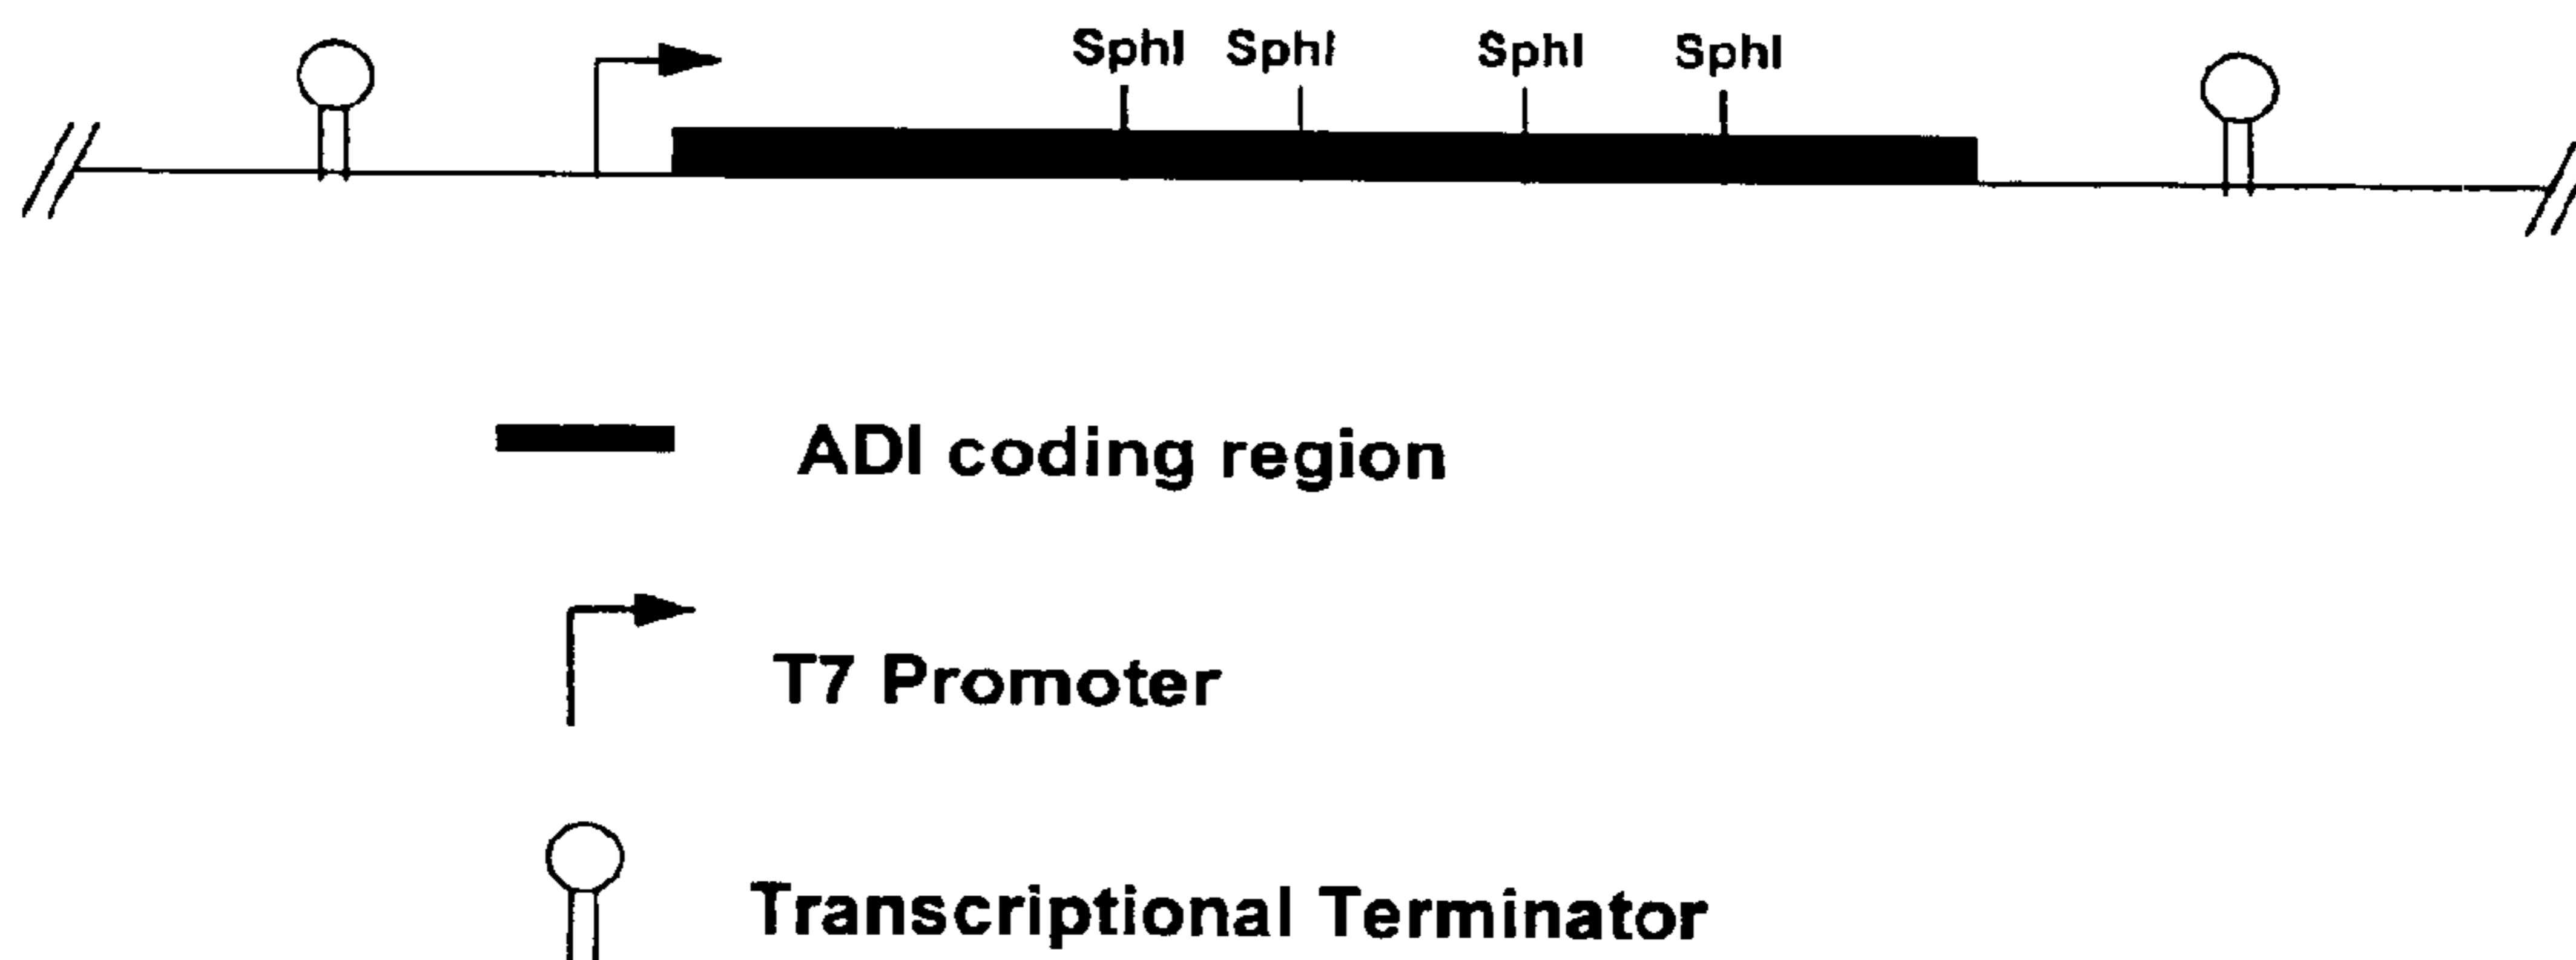 SphI SphI SphI SphI
ADI coding region
T7 Promoter
Transcriptional Terminator